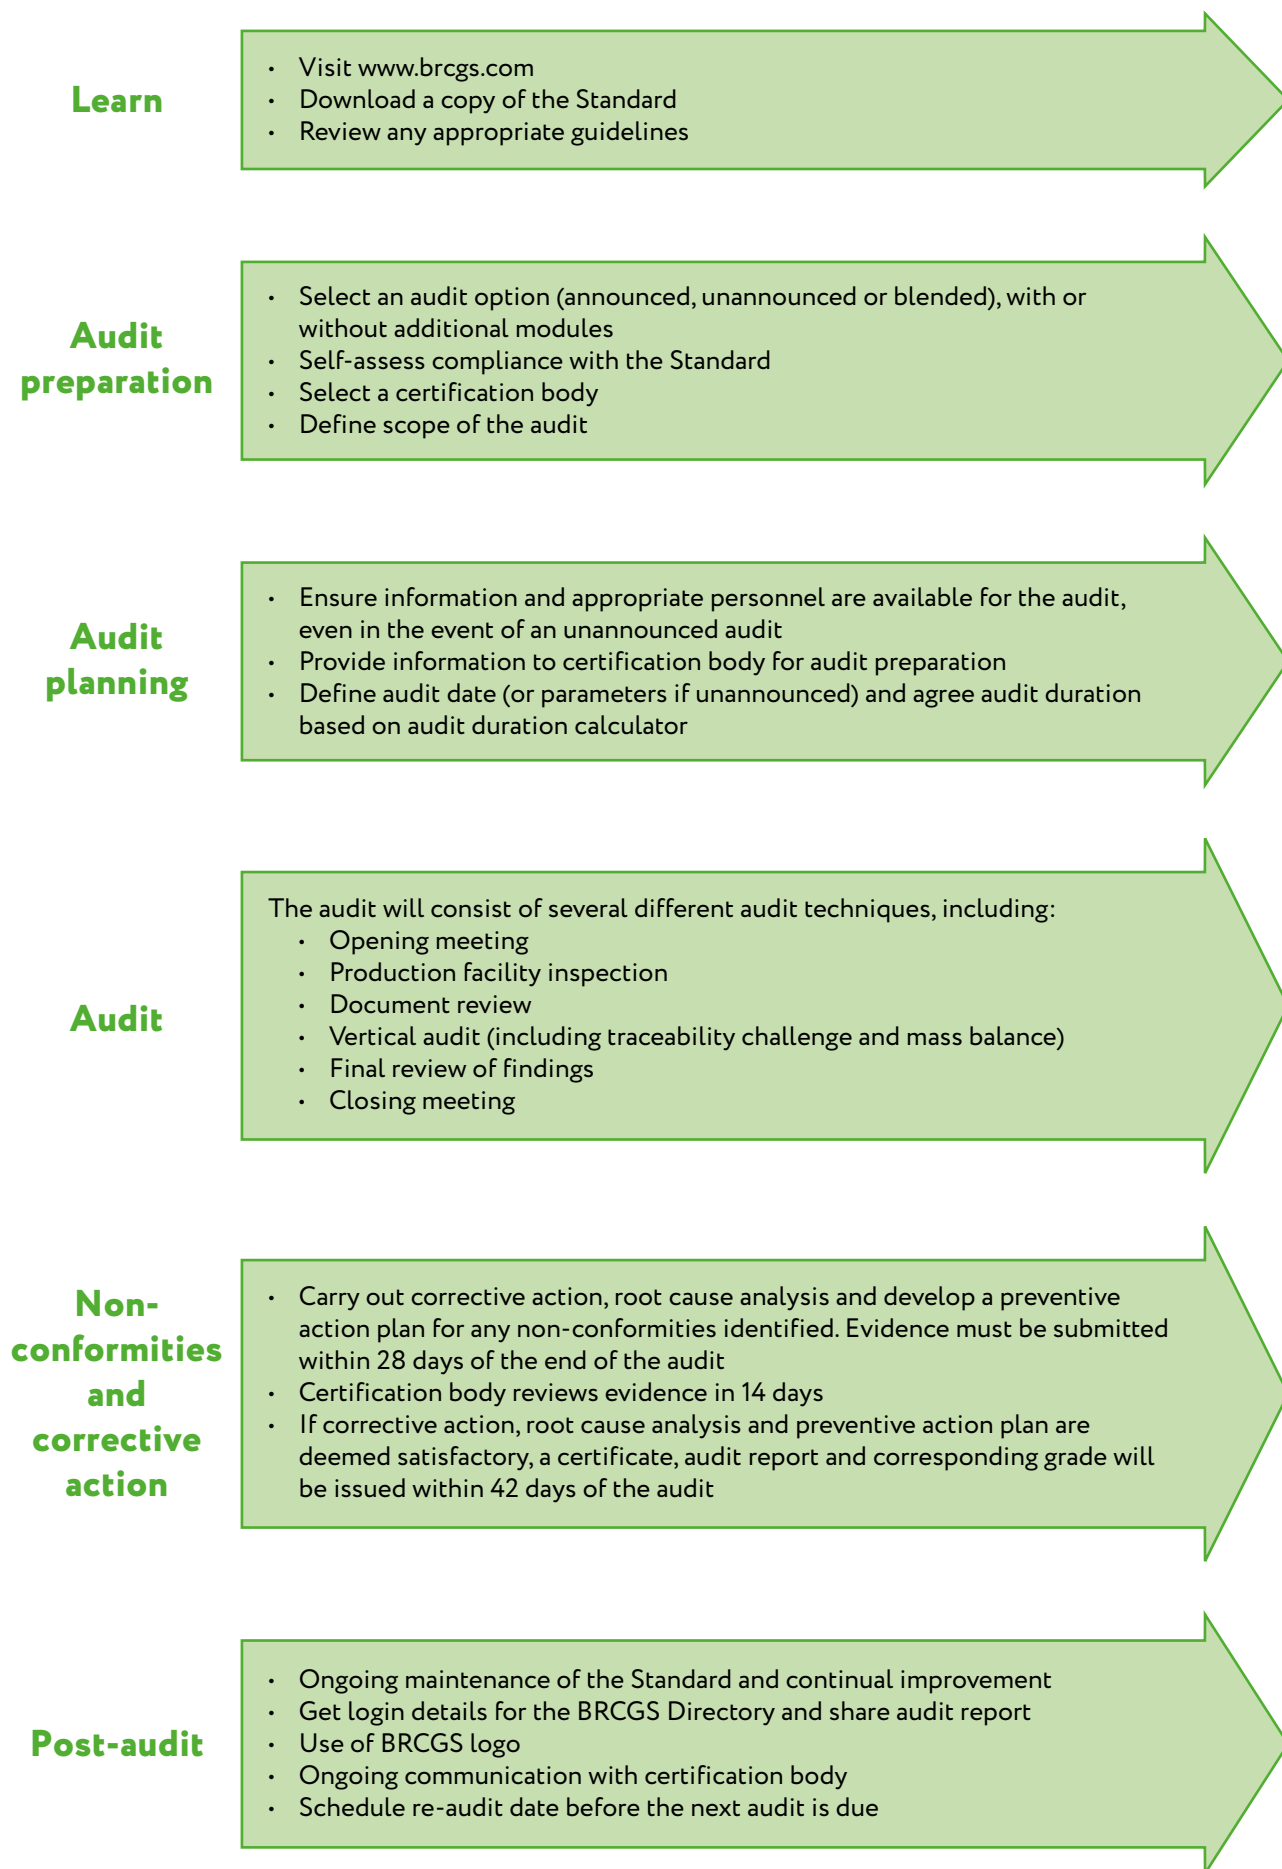 Learn
• Visit www.brcgs.com
• Download a copy of the Standard
• Review any appropriate guidelines
Audit
preparation
• Select an audit option (announced, unannounced or blended), with or
without additional modules
• Self-assess compliance with the Standard
• Select a certification body
• Define scope of the audit
Audit
planning
• Ensure information and appropriate personnel are available for the audit,
even in the event of an unannounced audit
• Provide information to certification body for audit preparation
• Define audit date (or parameters if unannounced) and agree audit duration
based on audit duration calculator
Audit
The audit will consist of several different audit techniques, including:
• Opening meeting
• Production facility inspection
• Document review
• Vertical audit (including traceability challenge and mass balance)
• Final review of findings
• Closing meeting
Non-
conformities
and
corrective
action
• Carry out corrective action, root cause analysis and develop a preventive
action plan for any non-conformities identified. Evidence must be submitted
within 28 days of the end of the audit
• Certification body reviews evidence in 14 days
• If corrective action, root cause analysis and preventive action plan are
deemed satisfactory, a certificate, audit report and corresponding grade will
be issued within 42 days of the audit
Post-audit
• Ongoing maintenance of the Standard and continual improvement
• Get login details for the BRCGS Directory and share audit report
• Use of BRCGS logo
• Ongoing communication with certification body
• Schedule re-audit date before the next audit is due